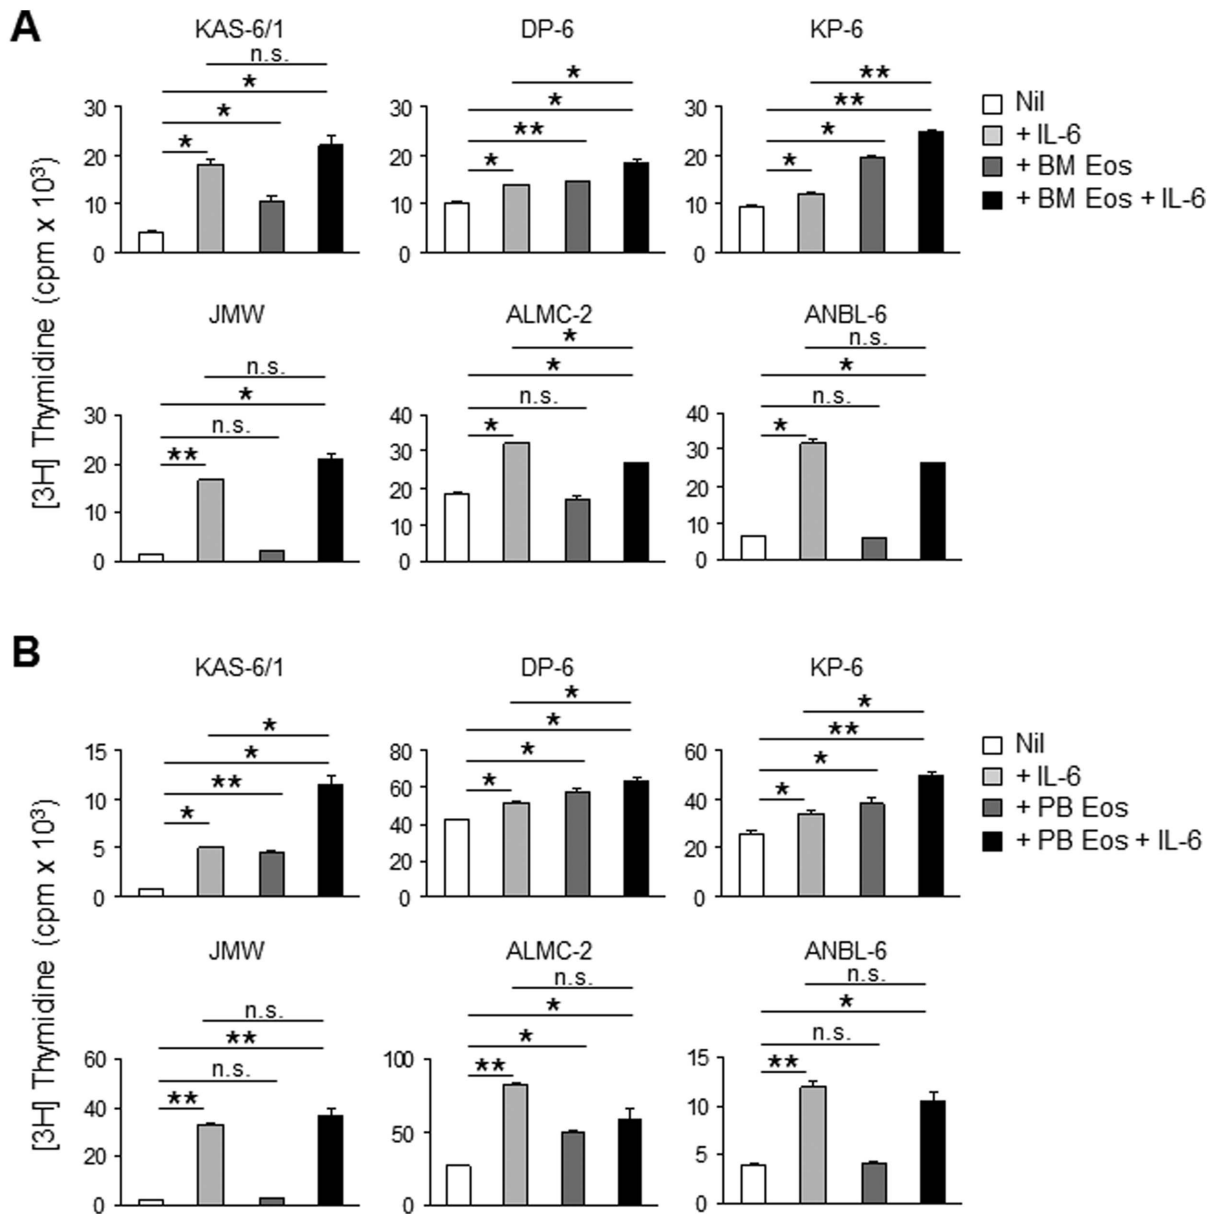 A
KAS-6/1 DP-6 KP-6
n.s. * * * *
* * ** *
** ** * *
30 20 10 0
30 20 10 0
30 20 10 0
Nil
+ IL-6
+ BM Eos
+ BM Eos + IL-6
[3H] Thymidine (cpm x 10³)
JMW ALMC-2 ANBL-6
n.s. * n.s. **
* * n.s. *
n.s. * n.s. *
30 20 10 0
40 30 20 10 0
40 30 20 10 0
B
KAS-6/1 DP-6 KP-6
* * ** *
* * * *
* ** * *
15 10 5 0
80 60 40 20 0
60 40 20 0
Nil
+ IL-6
+ PB Eos
+ PB Eos + IL-6
[3H] Thymidine (cpm x 10³)
JMW ALMC-2 ANBL-6
n.s. ** n.s. **
n.s. * * **
n.s. * n.s. **
60 40 20 0
100 50 0
15 10 5 0